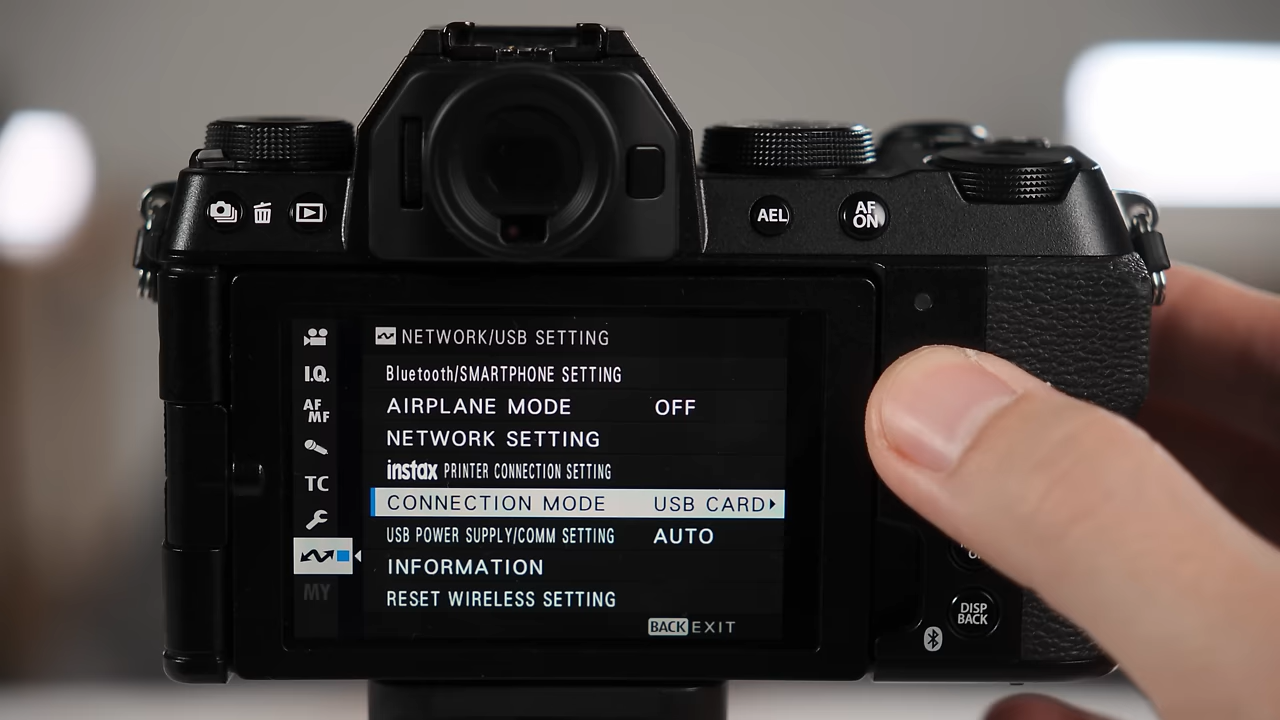 AEL
AF ON
NETWORK/USB SETTING
I.Q.
Bluetooth/SMARTPHONE SETTING
AF MF
AIRPLANE MODE OFF
NETWORK SETTING
instax PRINTER CONNECTION SETTING
TC
CONNECTION MODE USB CARD
USB POWER SUPPLY/COMM SETTING AUTO
INFORMATION
MY
RESET WIRELESS SETTING
BACK EXIT
DISP BACK